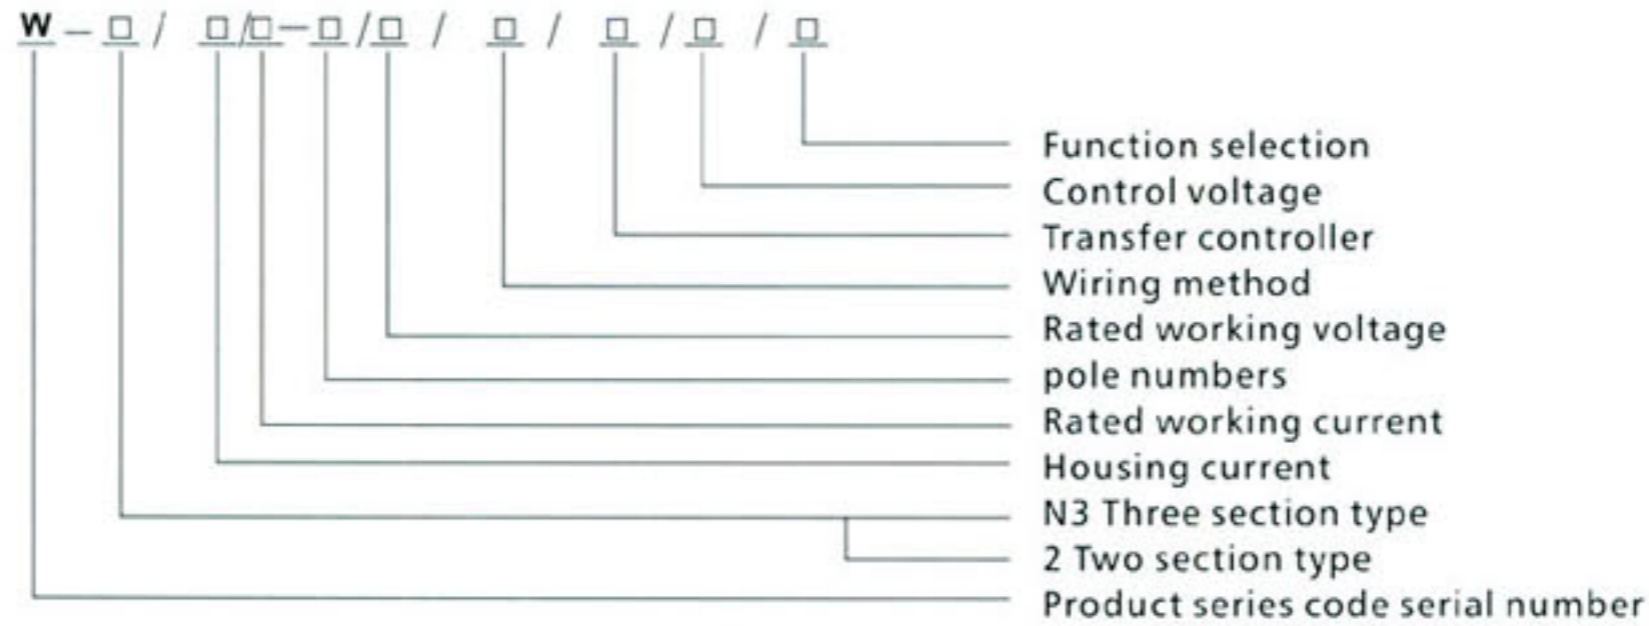 W - □ / □/□-□/□ / □ / □ / □ / □
Function selection
Control voltage
Transfer controller
Wiring method
Rated working voltage
pole numbers
Rated working current
Housing current
N3 Three section type
2 Two section type
Product series code serial number